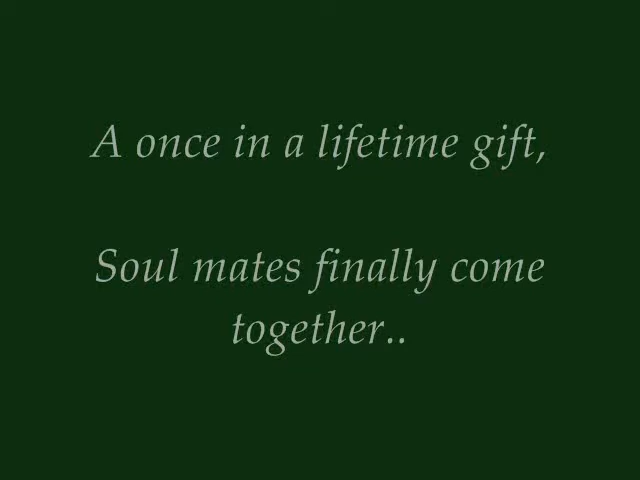 A once in a lifetime gift,
Soul mates finally come
together..